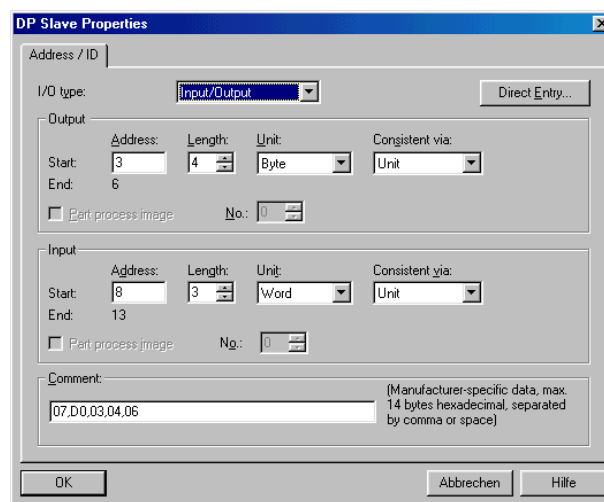 DP Slave Properties
Address / ID
I/O type: Input/Output Direct Entry...
Output
Address: Length: Unit: Consistent via:
Start: 3 4 Byte Unit
End: 6
Part process image No.: 0
Input
Address: Length: Unit: Consistent via:
Start: 8 3 Word Unit
End: 13
Part process image No.: 0
Comment:
07,D0,03,04,06
(Manufacturer-specific data, max.
14 bytes hexadecimal, separated
by comma or space)
OK Abbrechen Hilfe